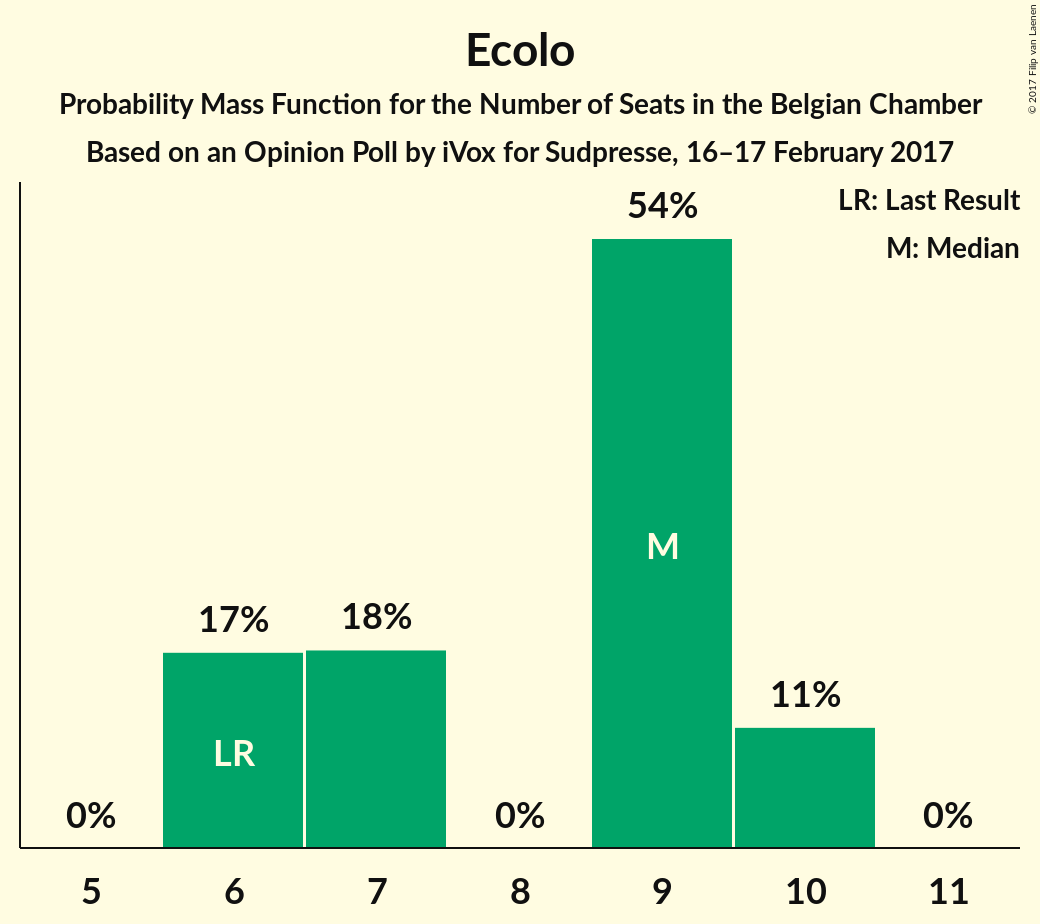 Ecolo
Probability Mass Function for the Number of Seats in the Belgian Chamber
Based on an Opinion Poll by iVox for Sudpresse, 16–17 February 2017
© 2017 Filip van Laenen
LR: Last Result
M: Median
54%
M
17%
18%
LR
11%
0%
0%
0%
5 6 7 8 9 10 11